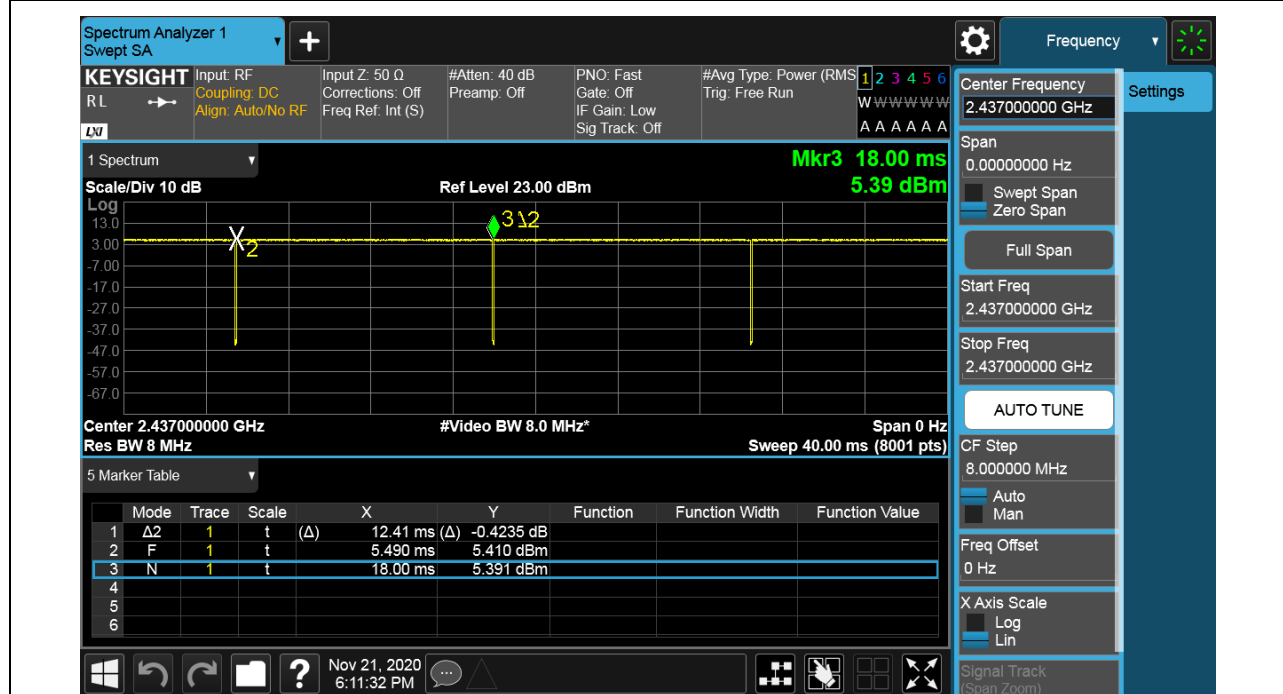 Spectrum Analyzer 1
Swept SA
+
Frequency
KEYSIGHT Input: RF Input Z: 50 Ω #Atten: 40 dB PNO: Fast #Avg Type: Power (RMS 1 2 3 4 5 6
RL Coupling: DC Corrections: Off Preamp: Off Gate: Off Trig: Free Run
Align: Auto/No RF Freq Ref: Int (S) IF Gain: Low W W W W W W
LXI Sig Track: Off A A A A A A
Center Frequency
2.437000000 GHz
Settings
1 Spectrum
Mkr3 18.00 ms
Scale/Div 10 dB Ref Level 23.00 dBm 5.39 dBm
Log
13.0
3.00
-7.00
-17.0
-27.0
-37.0
-47.0
-57.0
-67.0
2
3Δ2
Center 2.437000000 GHz #Video BW 8.0 MHz* Span 0 Hz
Res BW 8 MHz Sweep 40.00 ms (8001 pts)
Span
0.00000000 Hz
Swept Span
Zero Span
Full Span
Start Freq
2.437000000 GHz
Stop Freq
2.437000000 GHz
AUTO TUNE
CF Step
8.000000 MHz
Auto
Man
Freq Offset
0 Hz
X Axis Scale
Log
Lin
Signal Track
(Span Zoom)
5 Marker Table
Mode Trace Scale X Y Function Function Width Function Value
1 Δ2 1 t (Δ) 12.41 ms (Δ) -0.4235 dB
2 F 1 t 5.490 ms 5.410 dBm
3 N 1 t 18.00 ms 5.391 dBm
4
5
6
?
Nov 21, 2020
6:11:32 PM